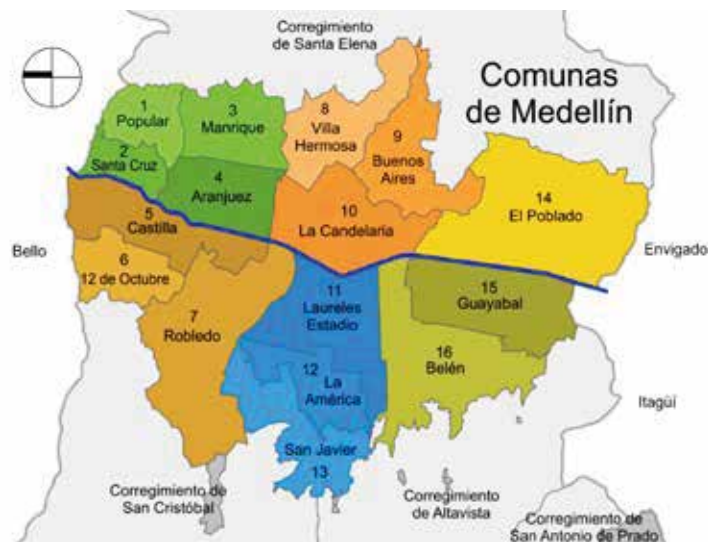 Corregimiento
de Santa Elena
Comunas
de Medellín
1
Popular
3
Manrique
8
Villa
Hermosa
9
Buenos
Aires
2
Santa Cruz
4
Aranjuez
14
El Poblado
10
La Candelaria
5
Castilla
Bello
Envigado
6
12 de Octubre
7
Robledo
11
Laureles
Estadio
15
Guayabal
16
Belén
12
La
América
Itagüí
San Javier
13
Corregimiento de
San Cristóbal
Corregimiento
de Altavista
Corregimiento de
San Antonio de Prado